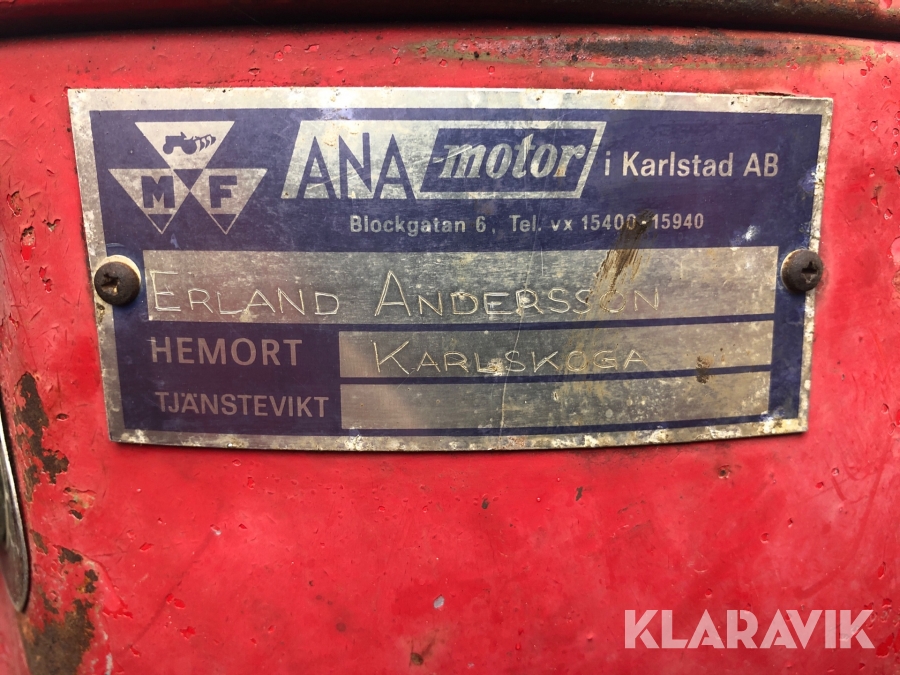 M F
ANA motor i Karlstad AB
Blockgatan 6, Tel. vx 15400-15940
ERLAND ANDERSSON
HEMORT KARLSKOGA
TJÄNSTEVIKT
KLARAVIK